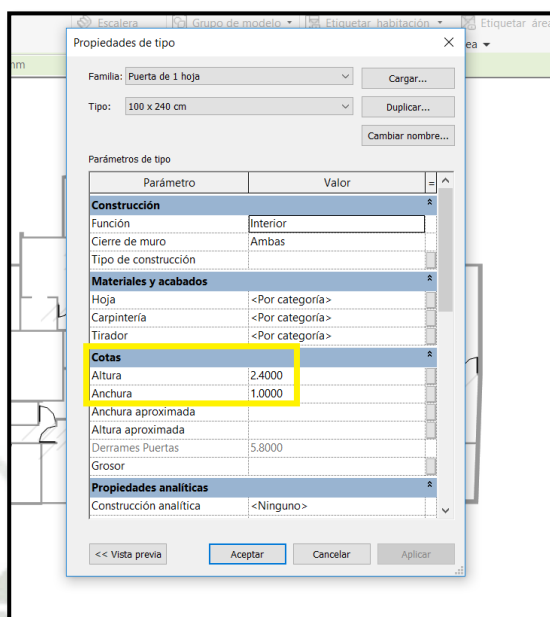 Escalera Grupo de modelo Etiquetar habitación Etiquetar áre
Propiedades de tipo
ea
nm
Familia: Puerta de 1 hoja Cargar...
Tipo: 100 x 240 cm Duplicar...
Cambiar nombre...
Parámetros de tipo
Parámetro Valor =
Construcción
Función Interior
Cierre de muro Ambas
Tipo de construcción
Materiales y acabados
Hoja <Por categoría>
Carpintería <Por categoría>
Tirador <Por categoría>
Cotas
Altura 2.4000
Anchura 1.0000
Anchura aproximada
Altura aproximada
Derrames Puertas 5.8000
Grosor
Propiedades analíticas
Construcción analítica <Ninguno>
<< Vista previa Aceptar Cancelar Aplicar